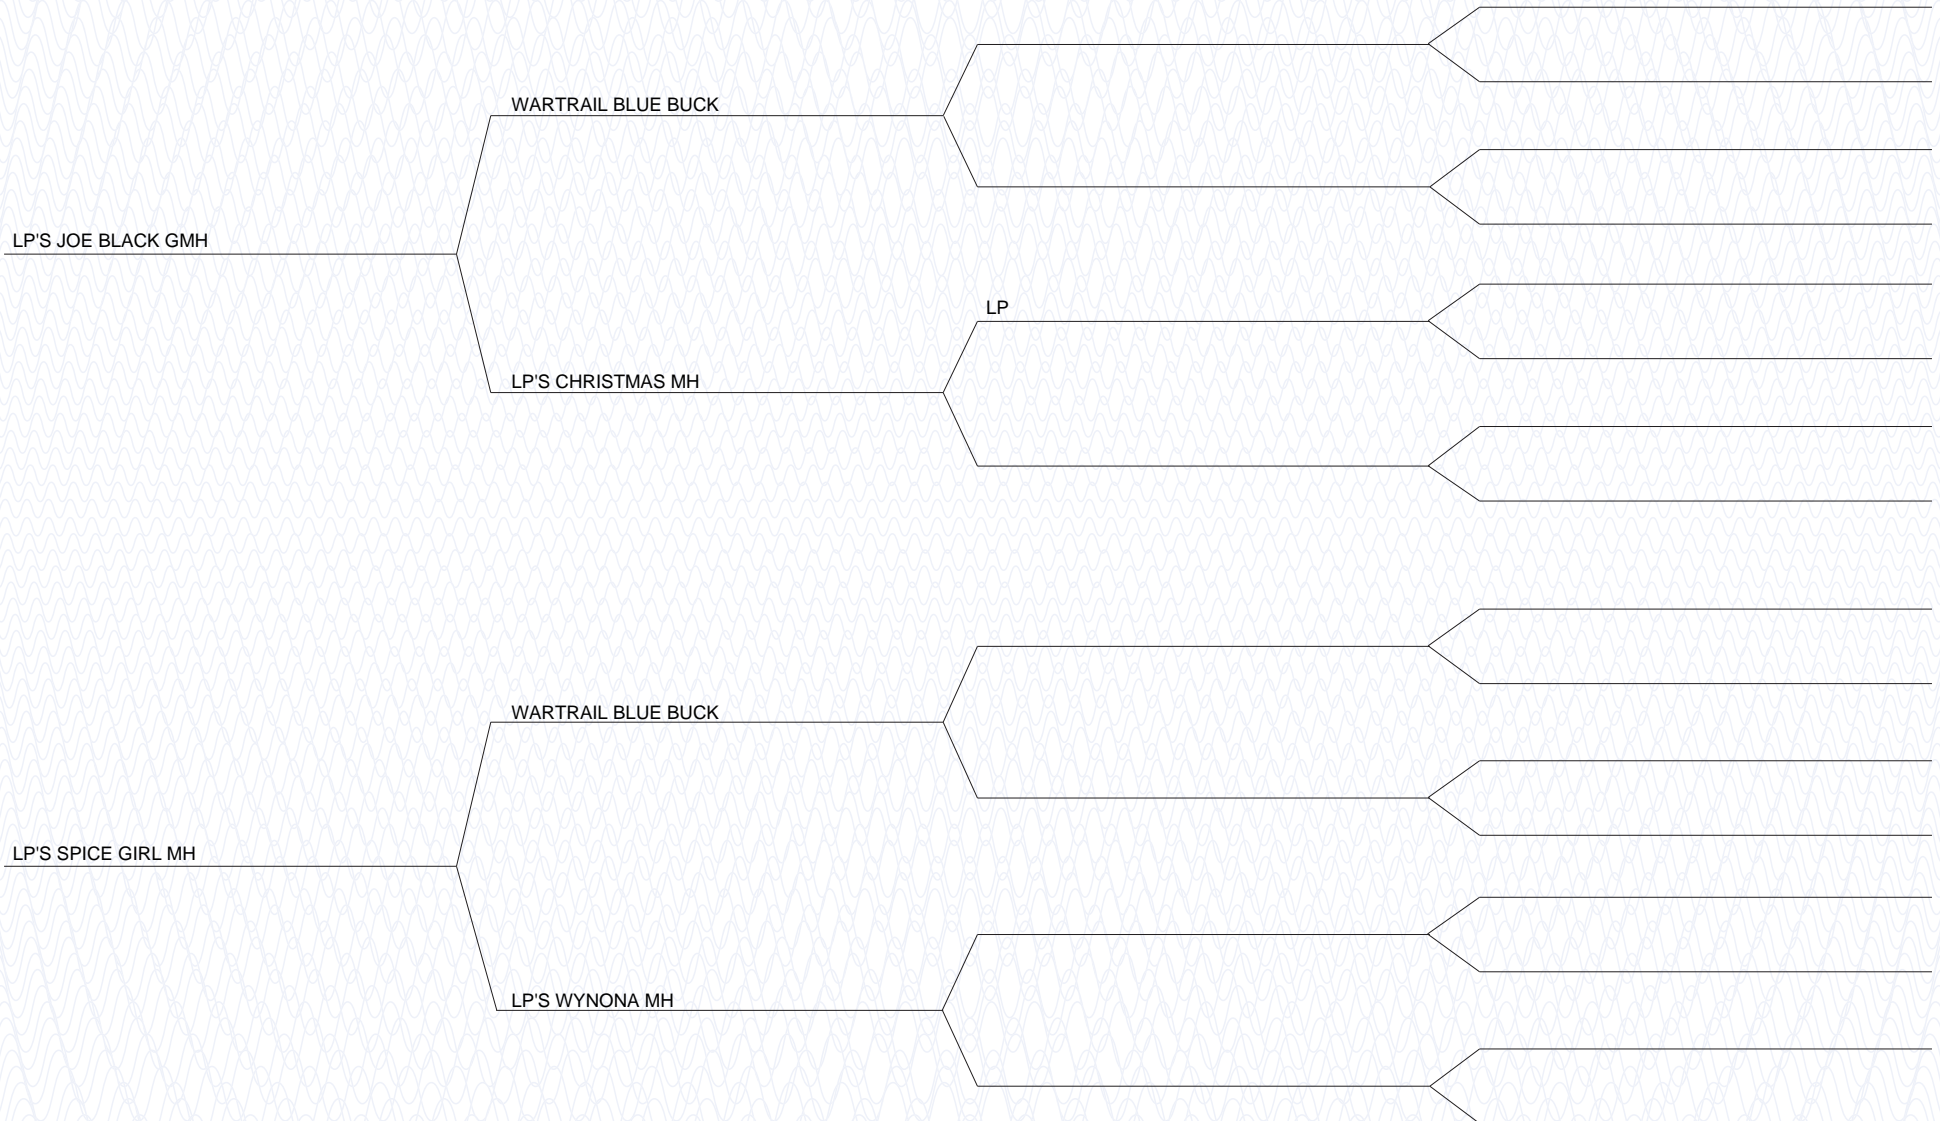 WARTRAIL BLUE BUCK
LP'S JOE BLACK GMH
LP
LP'S CHRISTMAS MH
WARTRAIL BLUE BUCK
LP'S SPICE GIRL MH
LP'S WYNONA MH